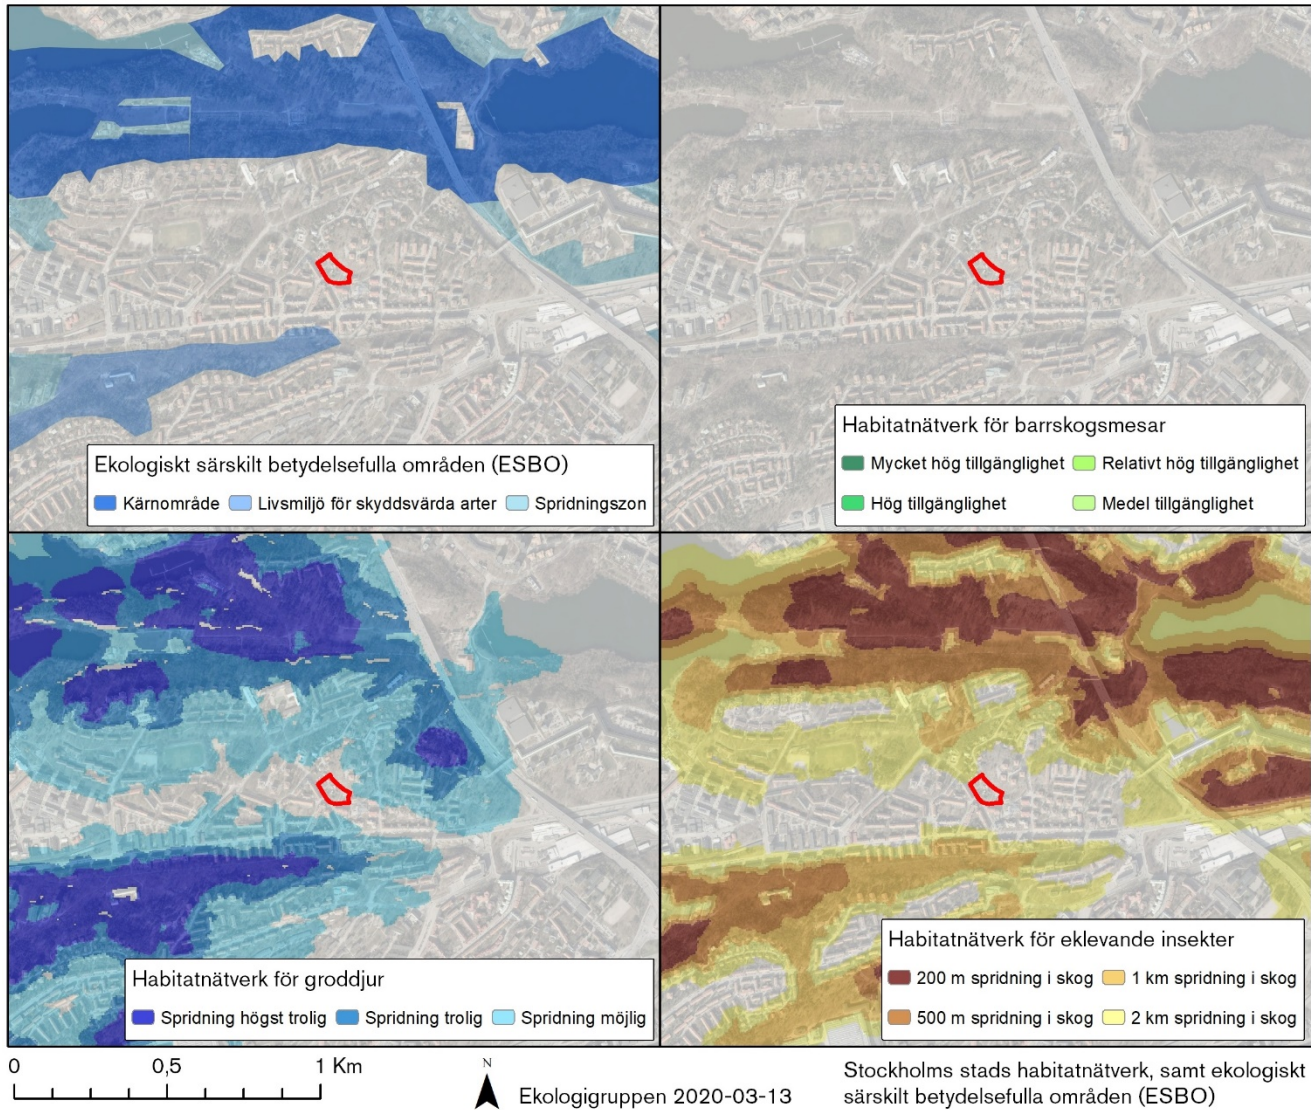 Ekologiskt särskilt betydelsefulla områden (ESBO)
Kärnområde Livsmiljö för skyddsvärda arter Spridningszon
Habitatnätverk för barrskogsmesar
Mycket hög tillgänglighet Relativt hög tillgänglighet
Hög tillgänglighet Medel tillgänglighet
Habitatnätverk för groddjur
Spridning högst trolig Spridning trolig Spridning möjlig
Habitatnätverk för eklevande insekter
200 m spridning i skog 1 km spridning i skog
500 m spridning i skog 2 km spridning i skog
0 0,5 1 Km
N
Ekologigruppen 2020-03-13
Stockholms stads habitatnätverk, samt ekologiskt
särskilt betydelsefulla områden (ESBO)